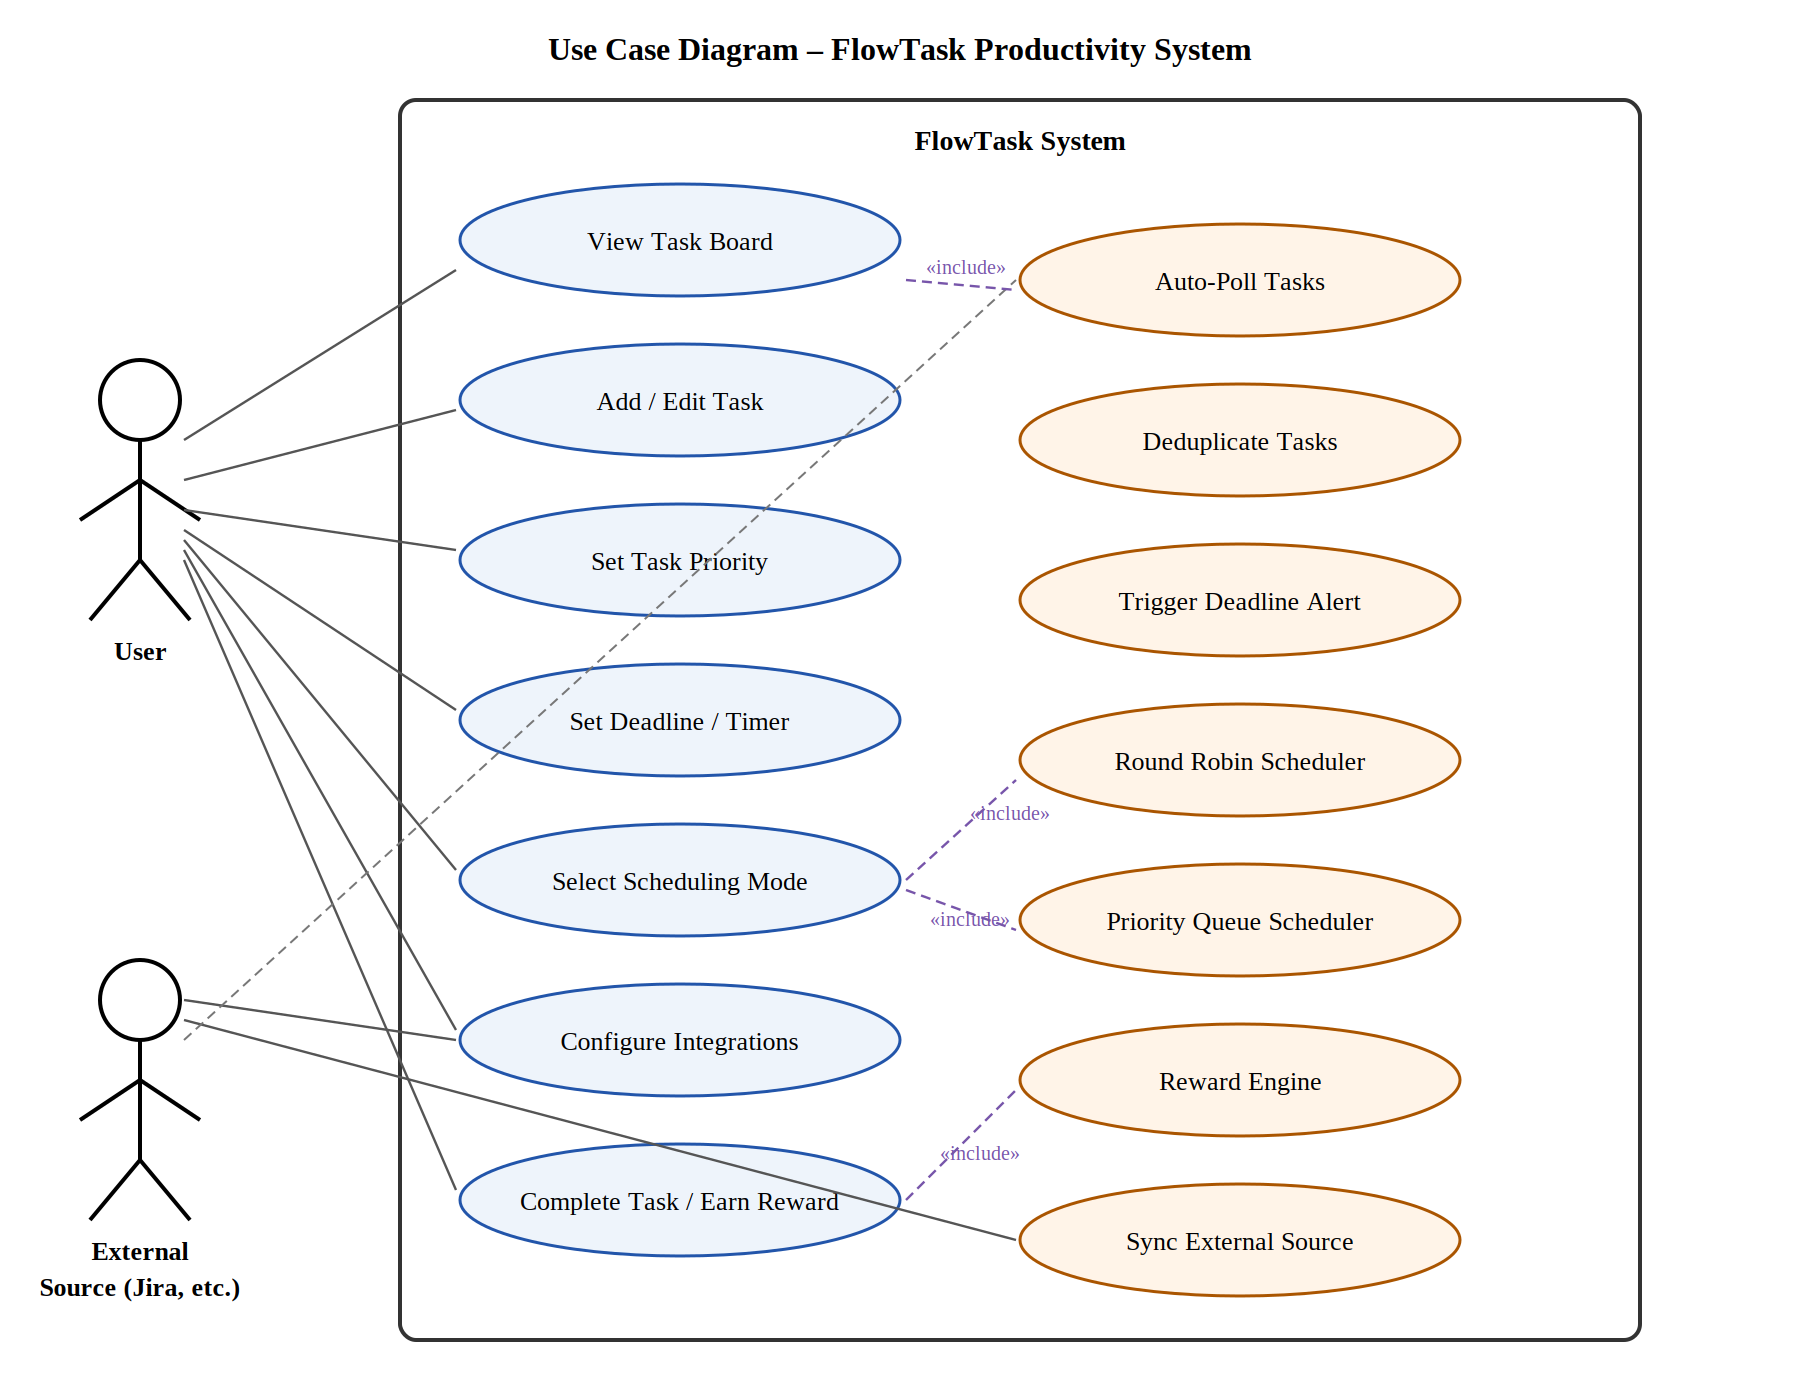 Use Case Diagram – FlowTask Productivity System
FlowTask System
View Task Board
«include»
Auto-Poll Tasks
Add / Edit Task
Deduplicate Tasks
Set Task Priority
Trigger Deadline Alert
User
Set Deadline / Timer
Round Robin Scheduler
«include»
Select Scheduling Mode
«include»
Priority Queue Scheduler
Configure Integrations
Reward Engine
«include»
Complete Task / Earn Reward
Sync External Source
External
Source (Jira, etc.)